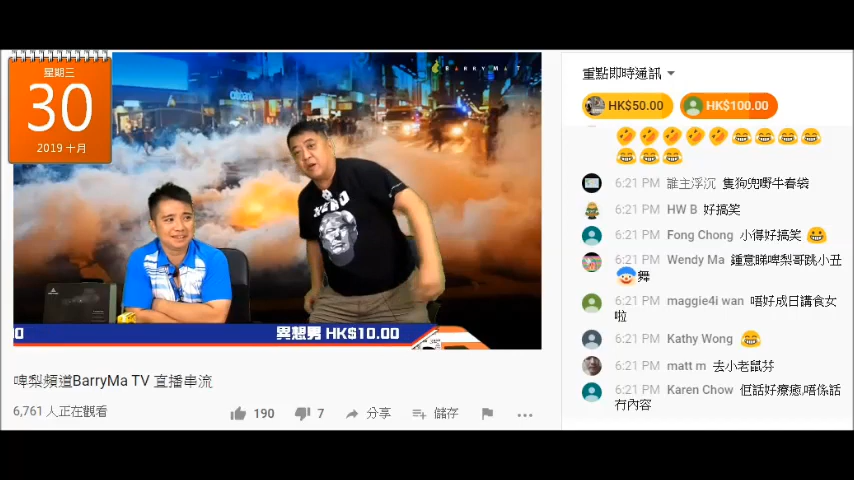 星期三
30
2019 十月
BARRYMAT
0
異想男 HK$10.00
啤梨頻道BarryMa TV 直播串流
6,761 人正在觀看
190
7
分享
儲存
重點即時通訊
HK$50.00
HK$100.00
6:21 PM 誰主浮沉 隻狗兜嘢牛春袋
6:21 PM HW B 好搞笑
6:21 PM Fong Chong 小得好搞笑
6:21 PM Wendy Ma 鍾意睇啤梨哥跳小丑
舞
6:21 PM maggie4i wan 唔好成日講食女
啦
6:21 PM Kathy Wong
6:21 PM matt m 去小老鼠芬
6:21 PM Karen Chow 佢話好療癒,唔係話
冇內容